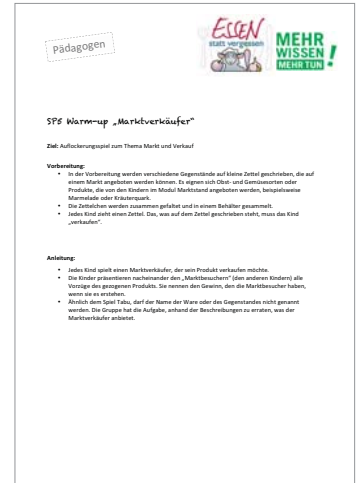 Pädagogen
ESSEN
statt vergessen
MEHR
WISSEN
MEHR TUN !
SP5 Warm-up „Marktverkäufer“
Ziel: Auflockerungsspiel zum Thema Markt und Verkauf
Vorbereitung:
• In der Vorbereitung werden verschiedene Gegenstände auf kleine Zettel geschrieben, die auf
einem Markt angeboten werden können. Es eignen sich Obst- und Gemüsesorten oder
Produkte, die von den Kindern im Modul Marktstand angeboten werden, beispielsweise
Marmelade oder Kräuterquark.
• Die Zettelchen werden zusammen gefaltet und in einem Behälter gesammelt.
• Jedes Kind zieht einen Zettel. Das, was auf dem Zettel geschrieben steht, muss das Kind
„verkaufen“.
Anleitung:
• Jedes Kind spielt einen Marktverkäufer, der sein Produkt verkaufen möchte.
• Die Kinder präsentieren nacheinander den „Marktbesuchern“ (den anderen Kindern) alle
Vorzüge des gezogenen Produkts. Sie nennen den Gewinn, den die Marktbesucher haben,
wenn sie es erstehen.
• Ähnlich dem Spiel Tabu, darf der Name der Ware oder des Gegenstandes nicht genannt
werden. Die Gruppe hat die Aufgabe, anhand der Beschreibungen zu erraten, was der
Marktverkäufer anbietet.